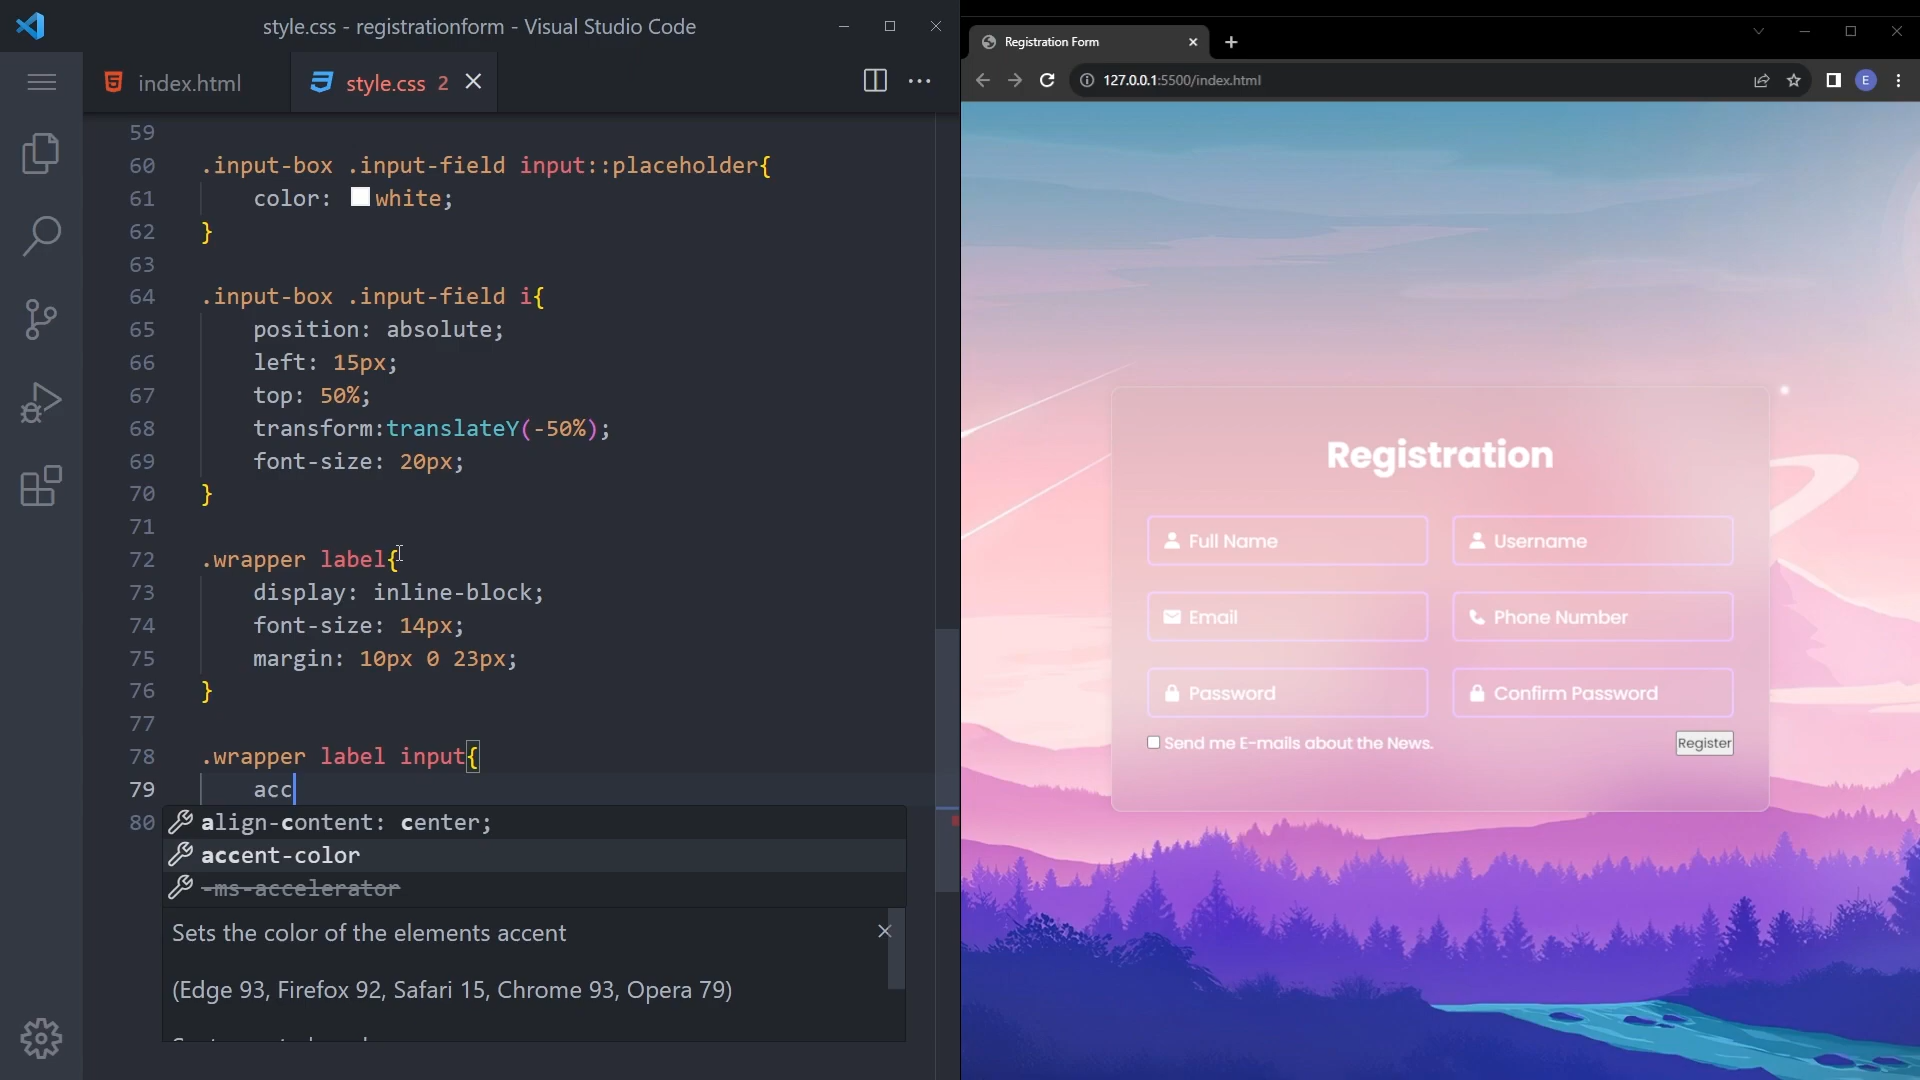 style.css - registrationform - Visual Studio Code
index.html
style.css 2
59
60 .input-box .input-field input::placeholder{
61 color: white;
62 }
63
64 .input-box .input-field i{
65 position: absolute;
66 left: 15px;
67 top: 50%;
68 transform:translateY(-50%);
69 font-size: 20px;
70 }
71
72 .wrapper label{
73 display: inline-block;
74 font-size: 14px;
75 margin: 10px 0 23px;
76 }
77
78 .wrapper label input{
79 acc
80
align-content: center;
accent-color
-ms-accelerator
Sets the color of the elements accent
(Edge 93, Firefox 92, Safari 15, Chrome 93, Opera 79)
Registration Form
127.0.0.1:5500/index.html
E
Registration
Full Name
Username
Email
Phone Number
Password
Confirm Password
Send me E-mails about the News.
Register